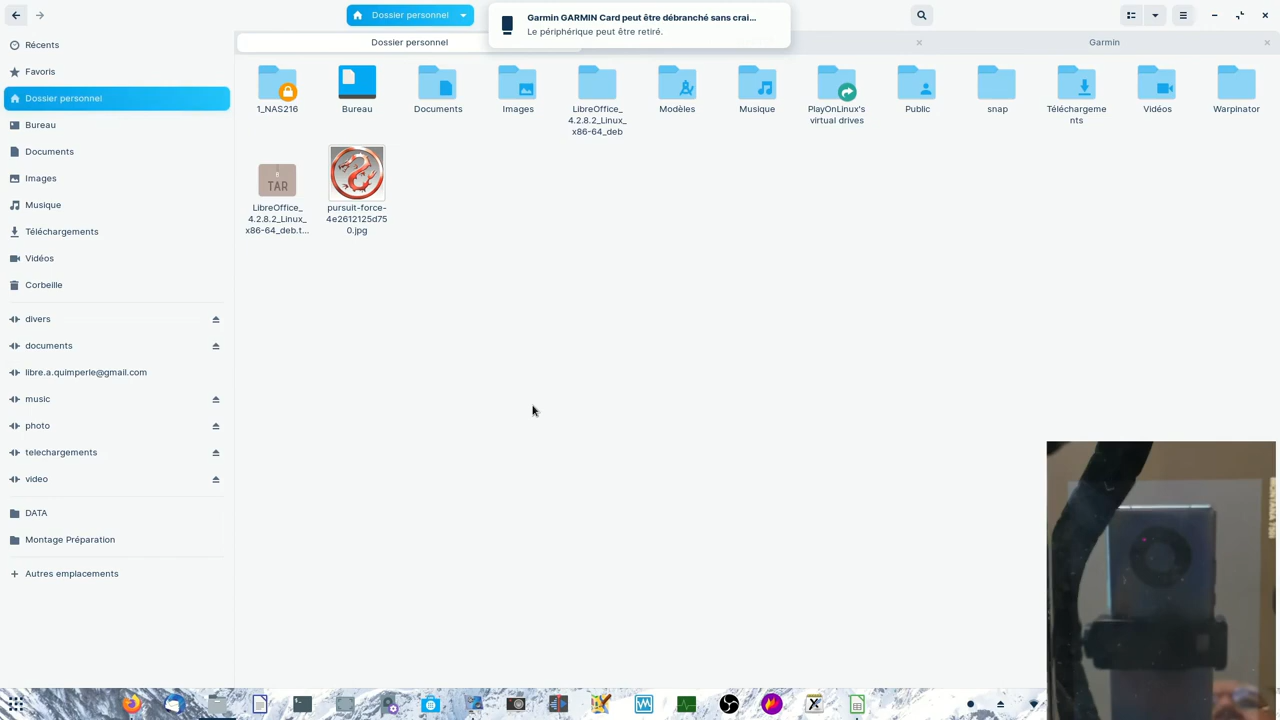 Dossier personnel
Garmin GARMIN Card peut être débranché sans crai...
Le périphérique peut être retiré.
Dossier personnel
Garmin
Récents
Favoris
Dossier personnel
Bureau
Documents
Images
Musique
Téléchargements
Vidéos
Corbeille
divers
documents
libre.a.quimperle@gmail.com
music
photo
telechargements
video
DATA
Montage Préparation
Autres emplacements
1_NAS216
Bureau
Documents
Images
LibreOffice_
4.2.8.2_Linux_
x86-64_deb
Modèles
Musique
PlayOnLinux's
virtual drives
Public
snap
Téléchargeme
nts
Vidéos
Warpinator
TAR
LibreOffice_
4.2.8.2_Linux_
x86-64_deb.t...
pursuit-force-
4e2612125d75
0.jpg